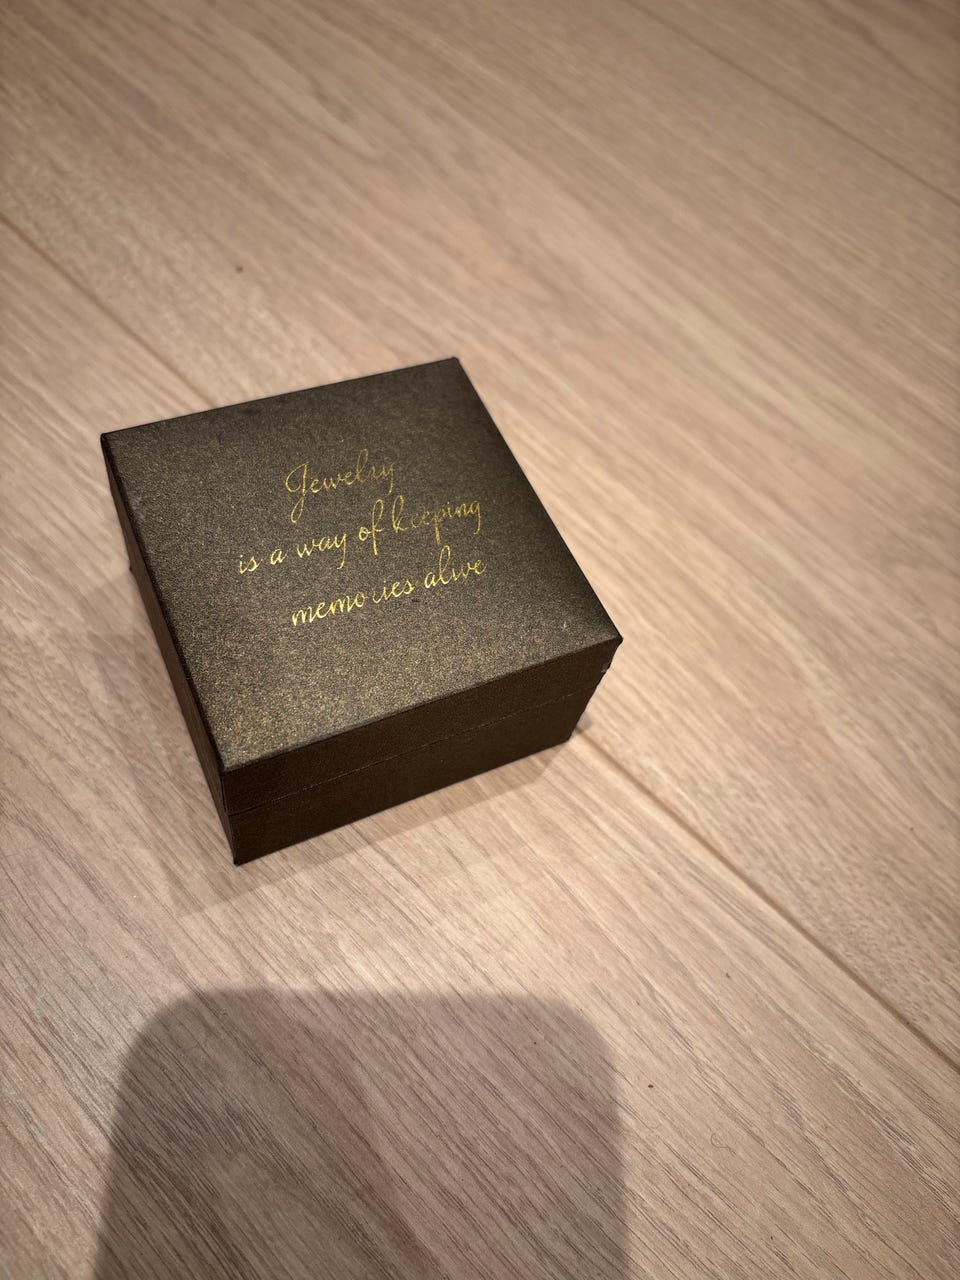 Jewelry
is a way of keeping
memories alive